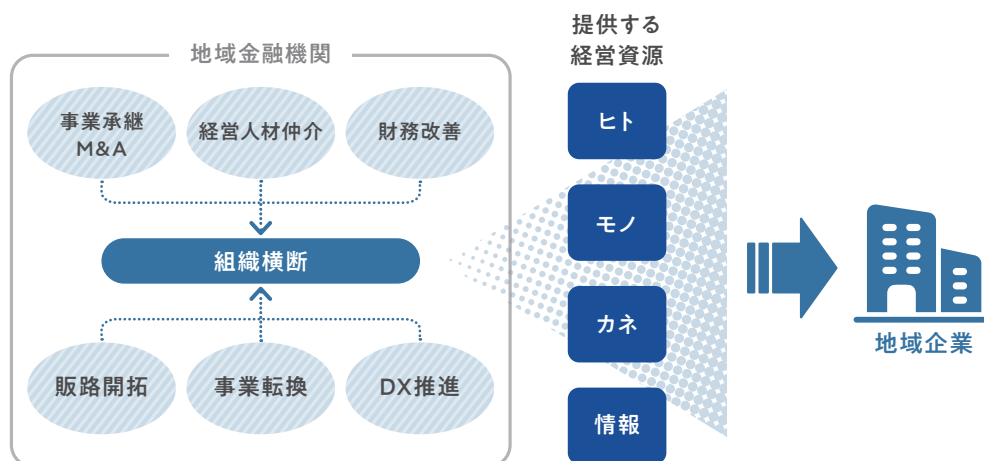 地域金融機関
事業承継
M&A
経営人材仲介
財務改善
組織横断
販路開拓
事業転換
DX推進
提供する
経営資源
ヒト
モノ
カネ
情報
地域企業